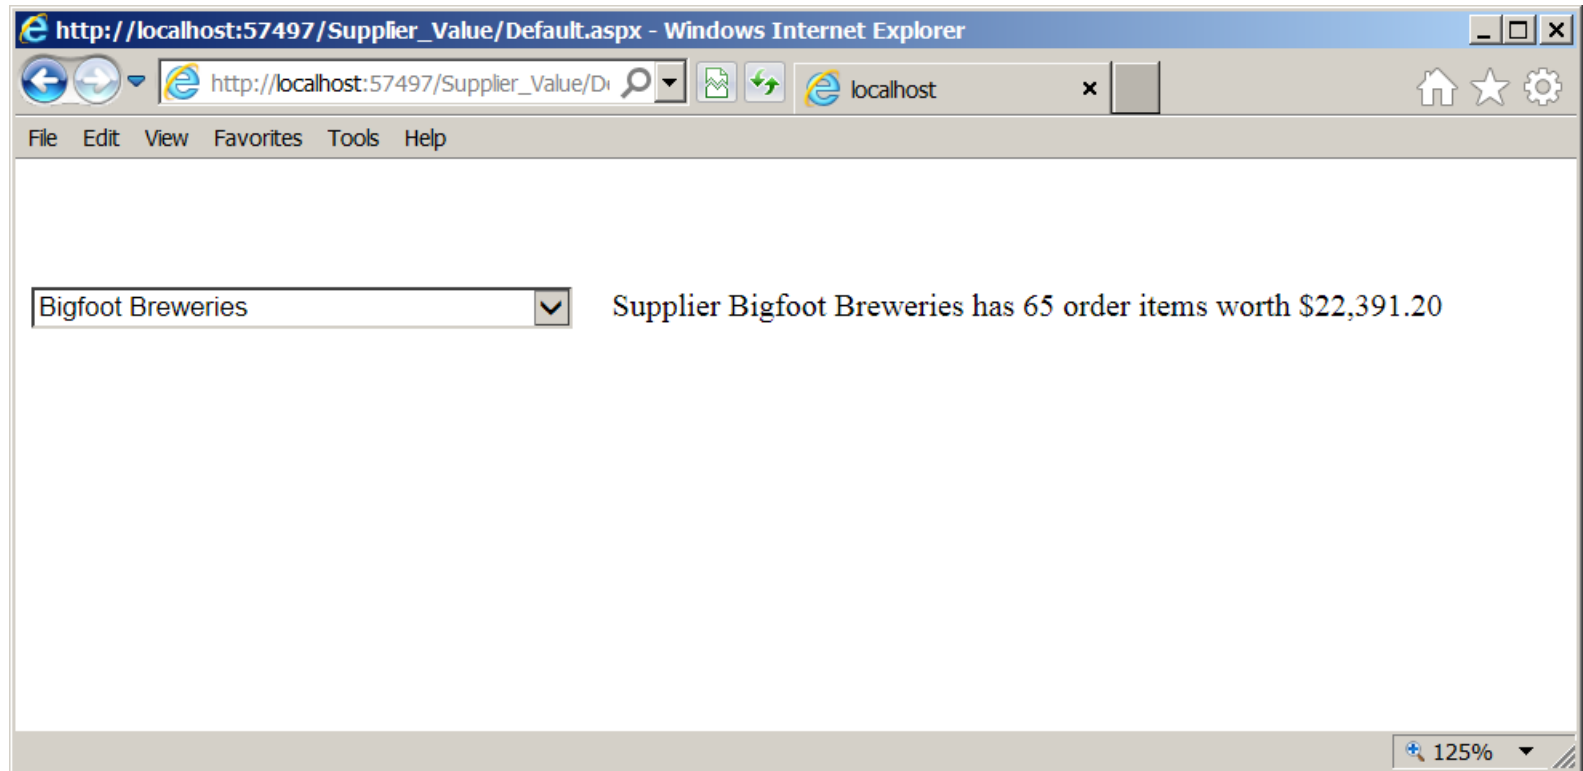 http://localhost:57497/Supplier_Value/Default.aspx - Windows Internet Explorer
http://localhost:57497/Supplier_Value/De
localhost
File Edit View Favorites Tools Help
Bigfoot Breweries
Supplier Bigfoot Breweries has 65 order items worth $22,391.20
125%